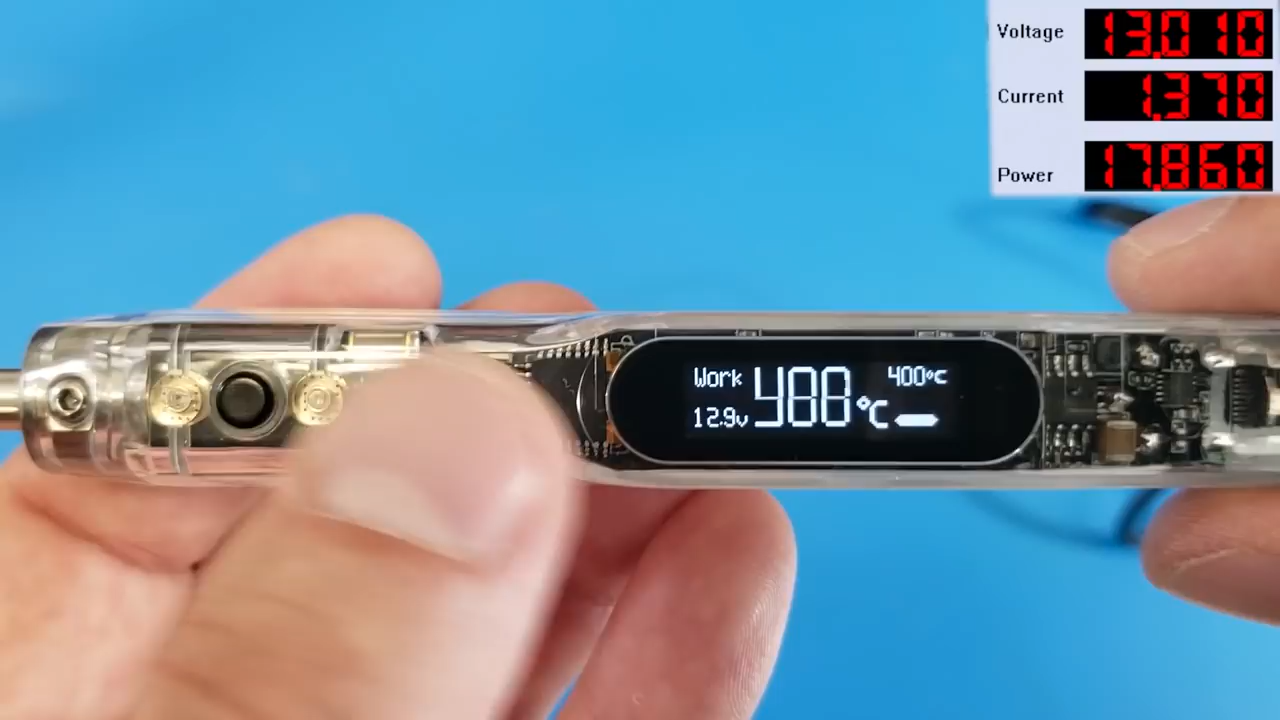 Voltage 13.010
Current 1.370
Power 17.860
Work 400°C
12.9v °C